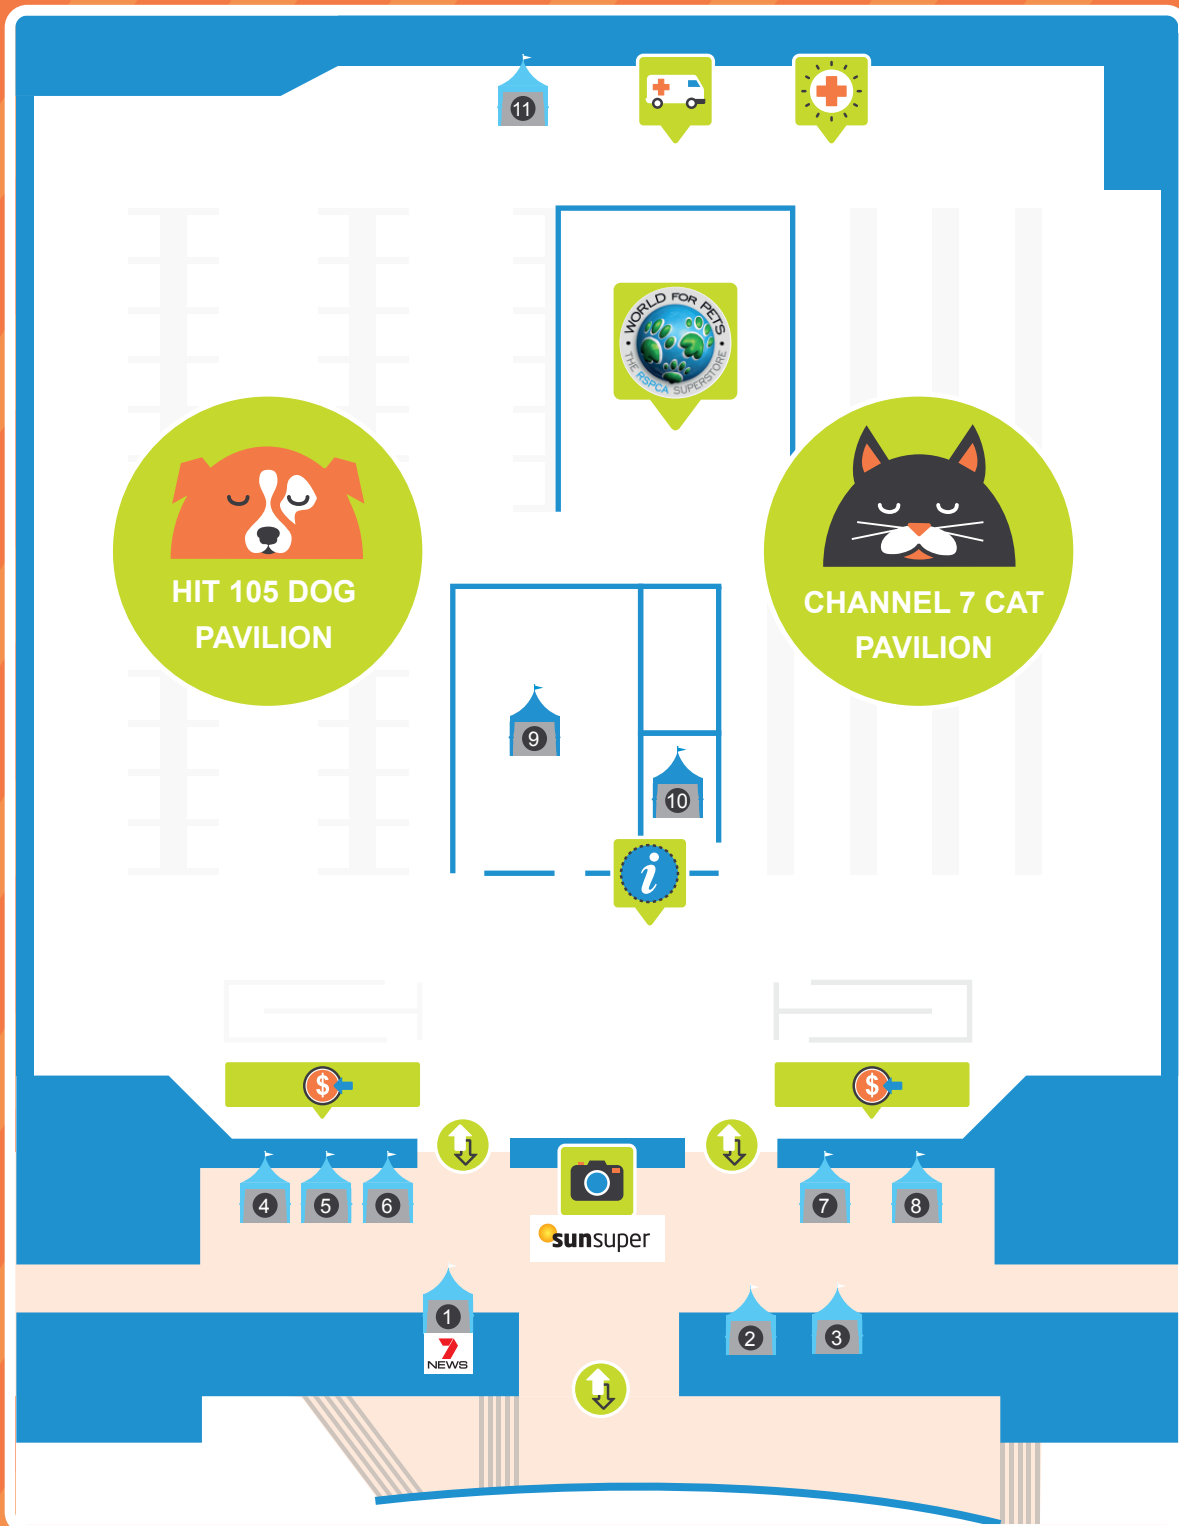 11
WORLD FOR PETS
THE RSPCA SUPERSTORE
HIT 105 DOG
PAVILION
CHANNEL 7 CAT
PAVILION
9
10
i
$
$
4
5
6
7
8
sunsuper
1
2
3
7
NEWS